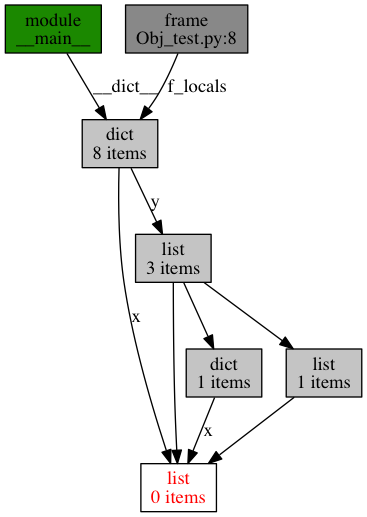 module
__main__
frame
Obj_test.py:8
__dict__
f_locals
dict
8 items
y
list
3 items
x
dict
1 items
list
1 items
x
list
0 items